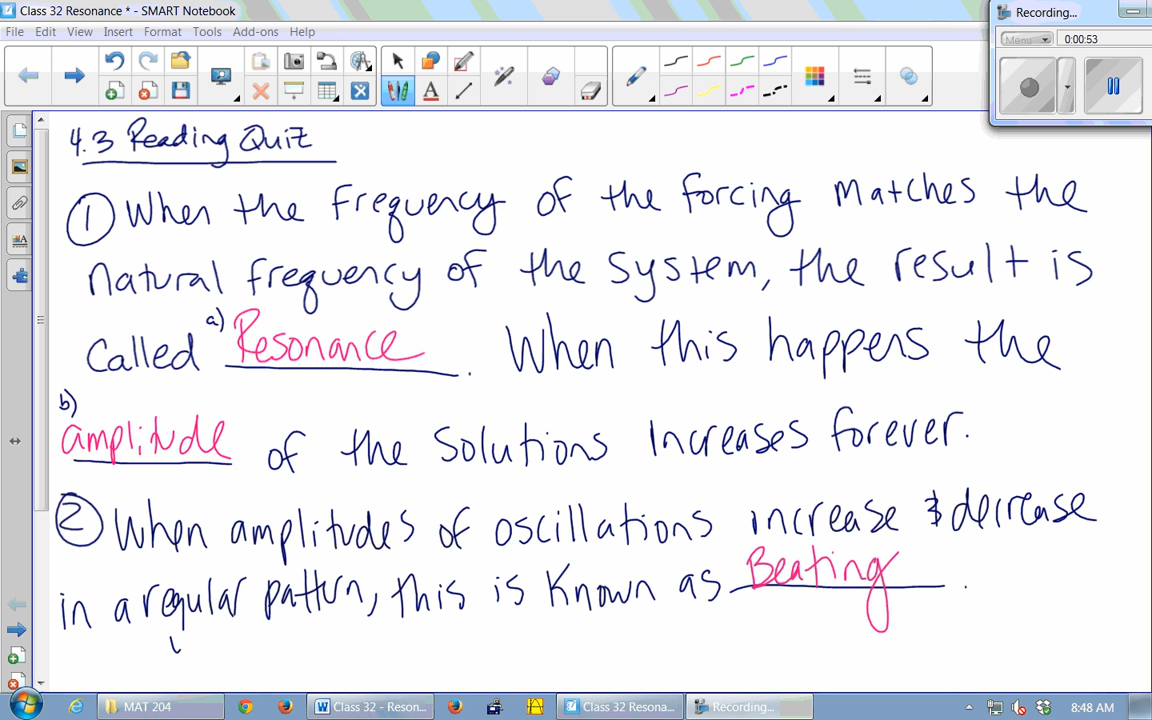 Class 32 Resonance * - SMART Notebook
Recording...
File Edit View Insert Format Tools Add-ons Help
Menu 0:00:53
4.3 Reading Quiz
① When the frequency of the forcing matches the
natural frequency of the system, the result is
called a) Resonance. When this happens the
b)
amplitude of the solutions increases forever.
② When amplitudes of oscillations increase & decrease
in a regular pattern, this is known as Beating.
MAT 204 Class 32 - Reson... Class 32 Resona... Recording... 8:48 AM